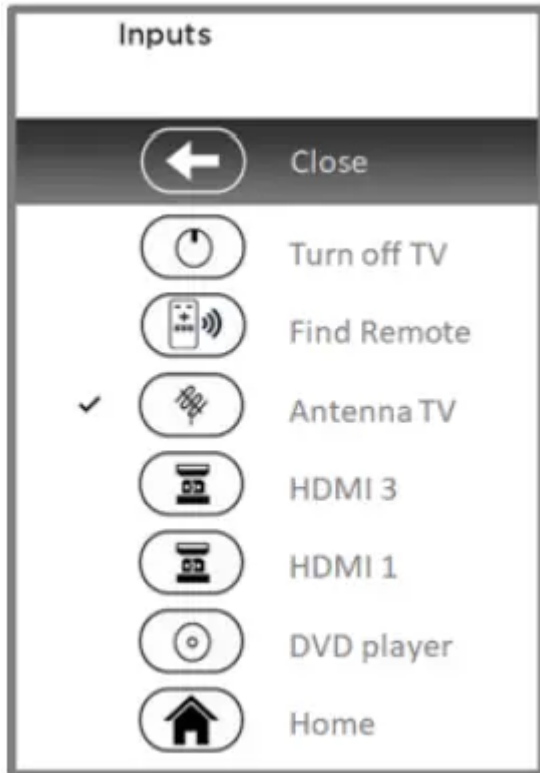 Inputs
Close
Turn off TV
Find Remote
Antenna TV
HDMI 3
HDMI 1
DVD player
Home